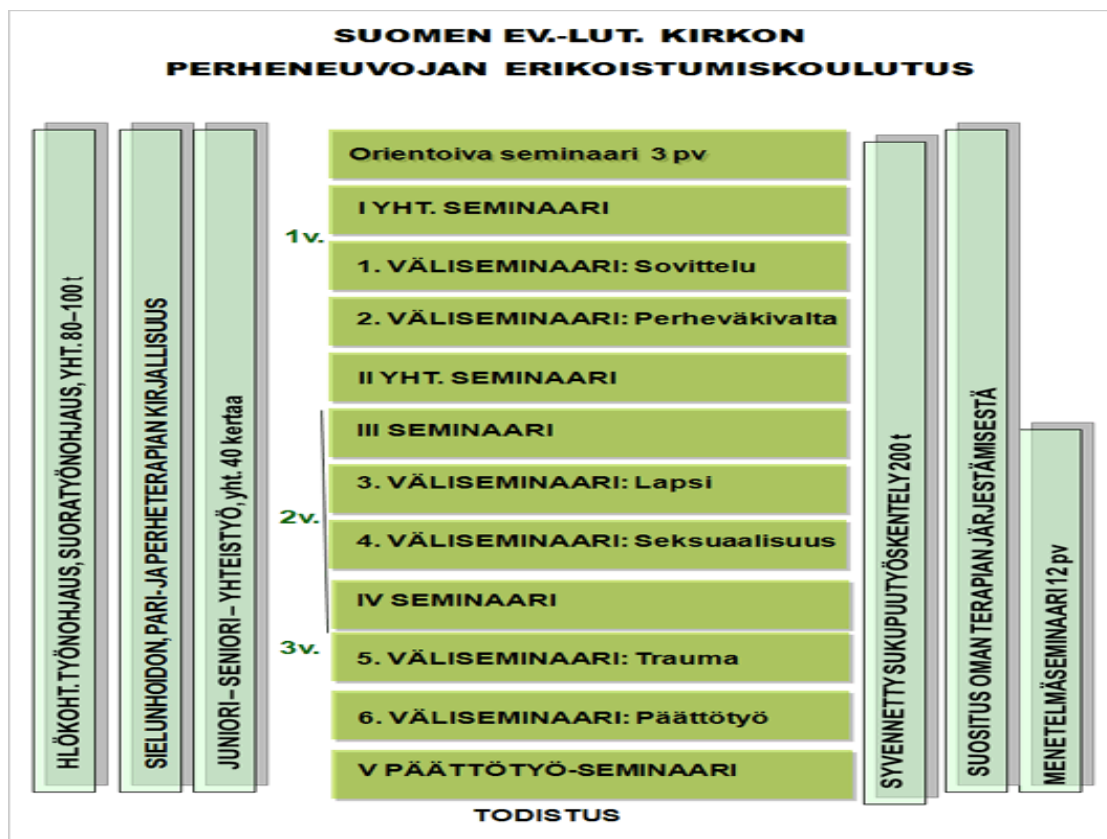 SUOMEN EV.-LUT. KIRKON
PERHENEUVOJAN ERIKOISTUMISKOULUTUS
HLÖKOHT. TYÖNOHJAUS, SUORATYÖNOHJAUS, YHT. 80–100 t
SIELUNHOIDON, PARI- JA PERHETERAPIAN KIRJALLISUUS
JUNIORI – SENIORI – YHTEISTYÖ, yht. 40 kertaa
1v.
2v.
3v.
Orientoiva seminaari 3 pv
I YHT. SEMINAARI
1. VÄLISEMINAARI: Sovittelu
2. VÄLISEMINAARI: Perheväkivalta
II YHT. SEMINAARI
III SEMINAARI
3. VÄLISEMINAARI: Lapsi
4. VÄLISEMINAARI: Seksuaalisuus
IV SEMINAARI
5. VÄLISEMINAARI: Trauma
6. VÄLISEMINAARI: Päättötyö
V PÄÄTTÖTYÖ-SEMINAARI
TODISTUS
SYVENNETTY SUKUPUUTYÖSKENTELY 200 t
SUOSITUS OMAN TERAPIAN JÄRJESTÄMISESTÄ
MENETELMÄSEMINAARI 12 pv